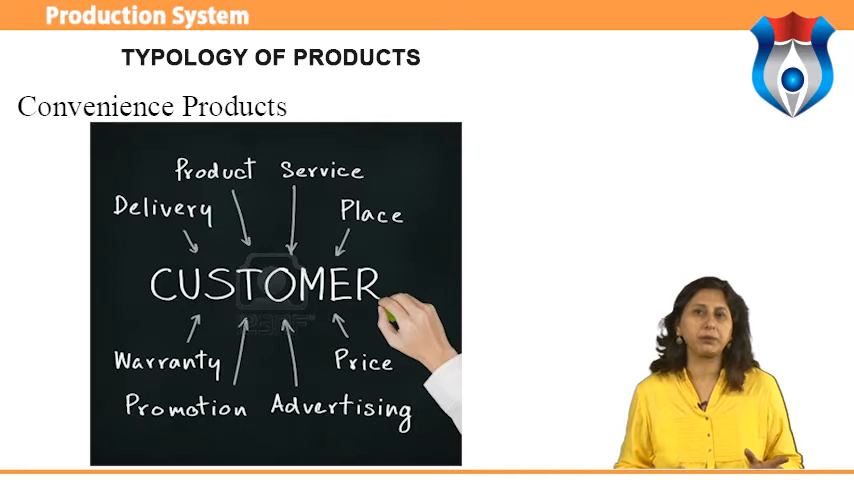 Production System
TYPOLOGY OF PRODUCTS
Convenience Products
Product Service
Delivery Place
CUSTOMER
Warranty Price
Promotion Advertising